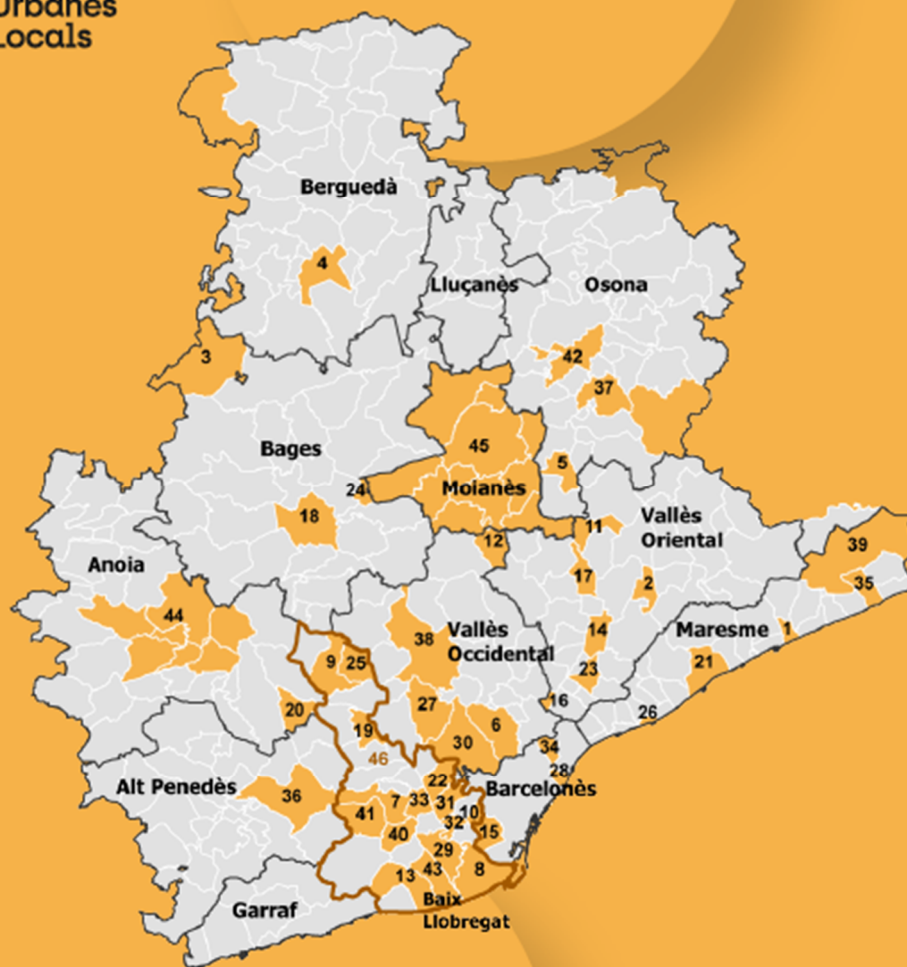 Urbanes
Locals
Berguedà
4
Lluçanès
Osona
3
42
37
Bages
45
5
24
Moianès
18
11
Vallès
Oriental
12
39
Anoia
17
2
35
44
14
Maresme
1
38
Vallès
Occidental
9
25
23
21
20
27
16
26
19
6
30
34
46
28
22
Alt Penedès
Barcelonès
36
7
33
31
41
10
32
40
15
29
13
43
8
Baix
Llobregat
Garraf